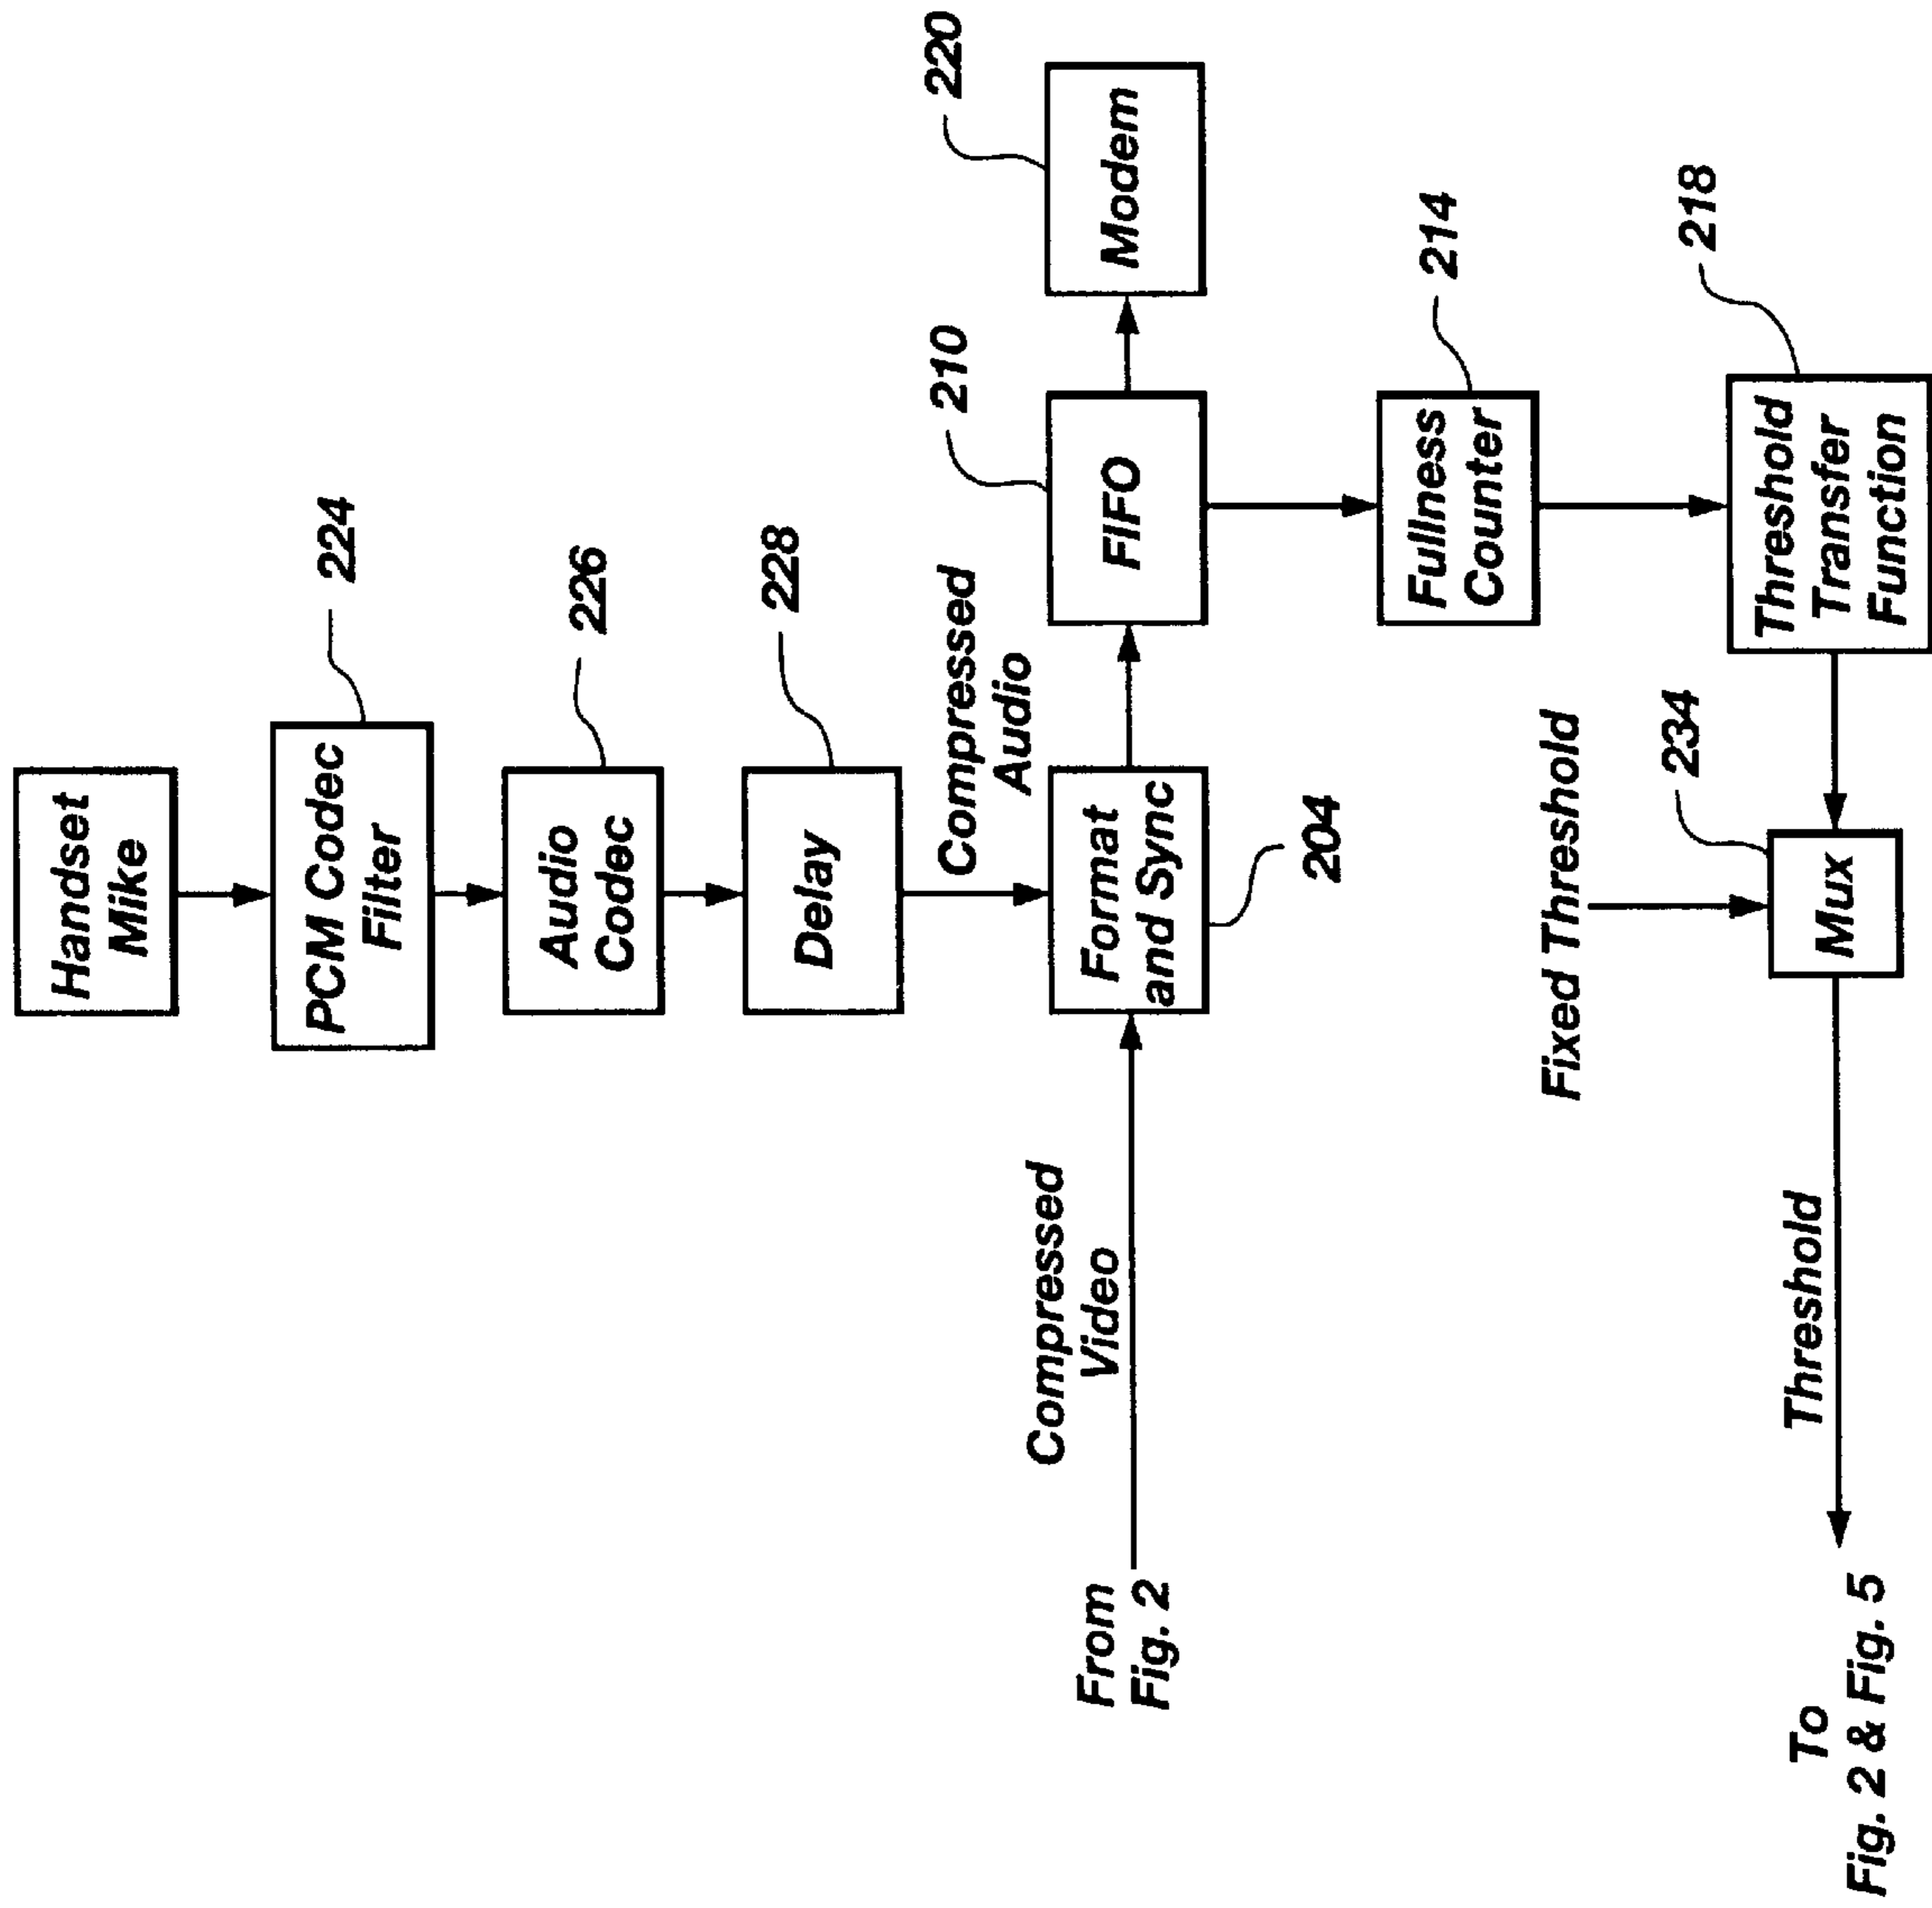 Handset
Mike
224
PCM Codec
Filter
226
Audio
Codec
228
Delay
Compressed
Audio
210
220
From
Fig. 2
Compressed
Video
Format
and Sync
FIFO
Modem
204
214
Fullness
Counter
Fixed Threshold
234
218
To
Fig. 2 & Fig. 5
Threshold
Mux
Threshold
Transfer
Function